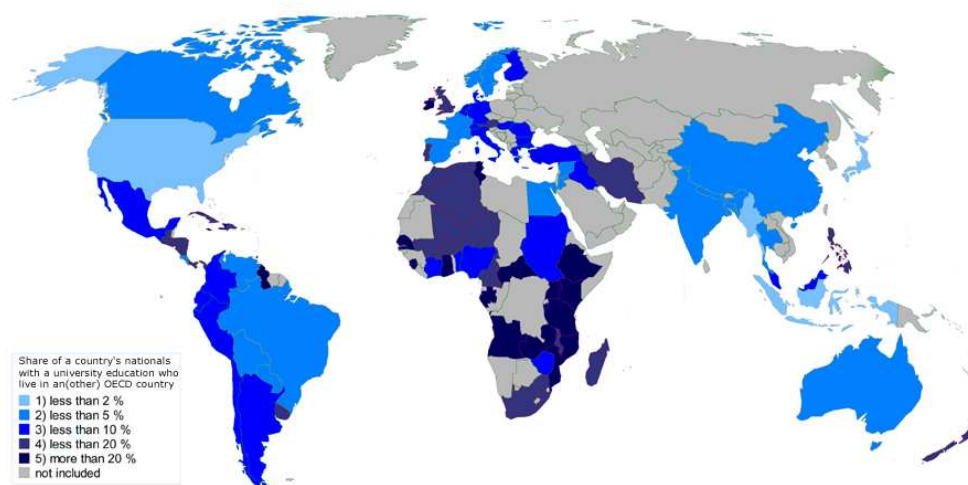 Share of a country's nationals
with a university education who
live in an(other) OECD country
1) less than 2 %
2) less than 5 %
3) less than 10 %
4) less than 20 %
5) more than 20 %
not included